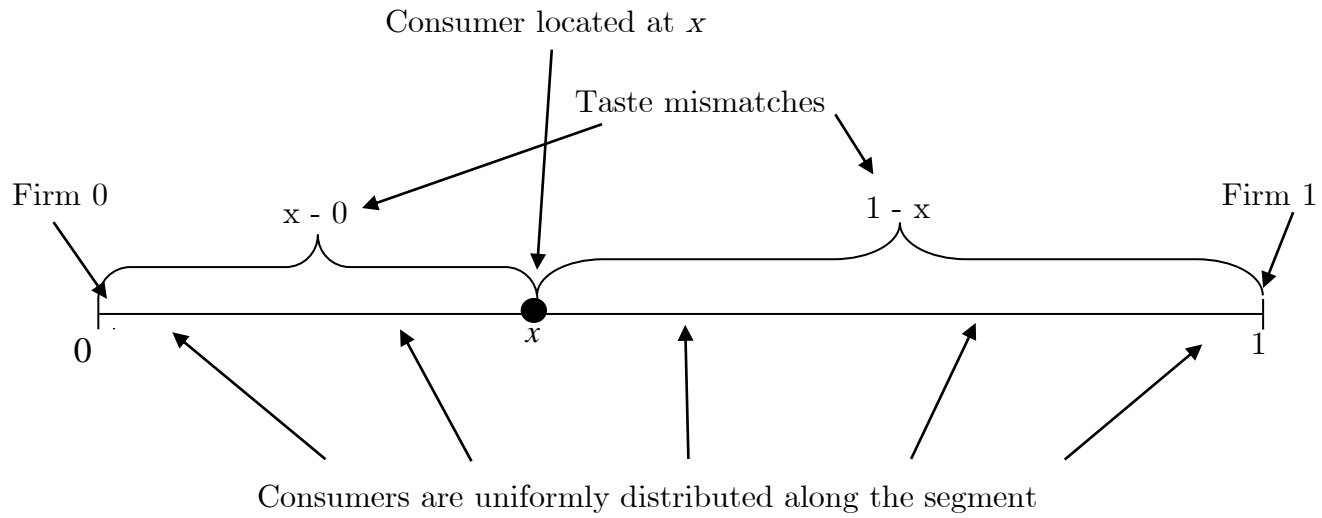 Consumer located at x
Taste mismatches
Firm 0
x - 0
1 - x
Firm 1
0
x
1
Consumers are uniformly distributed along the segment